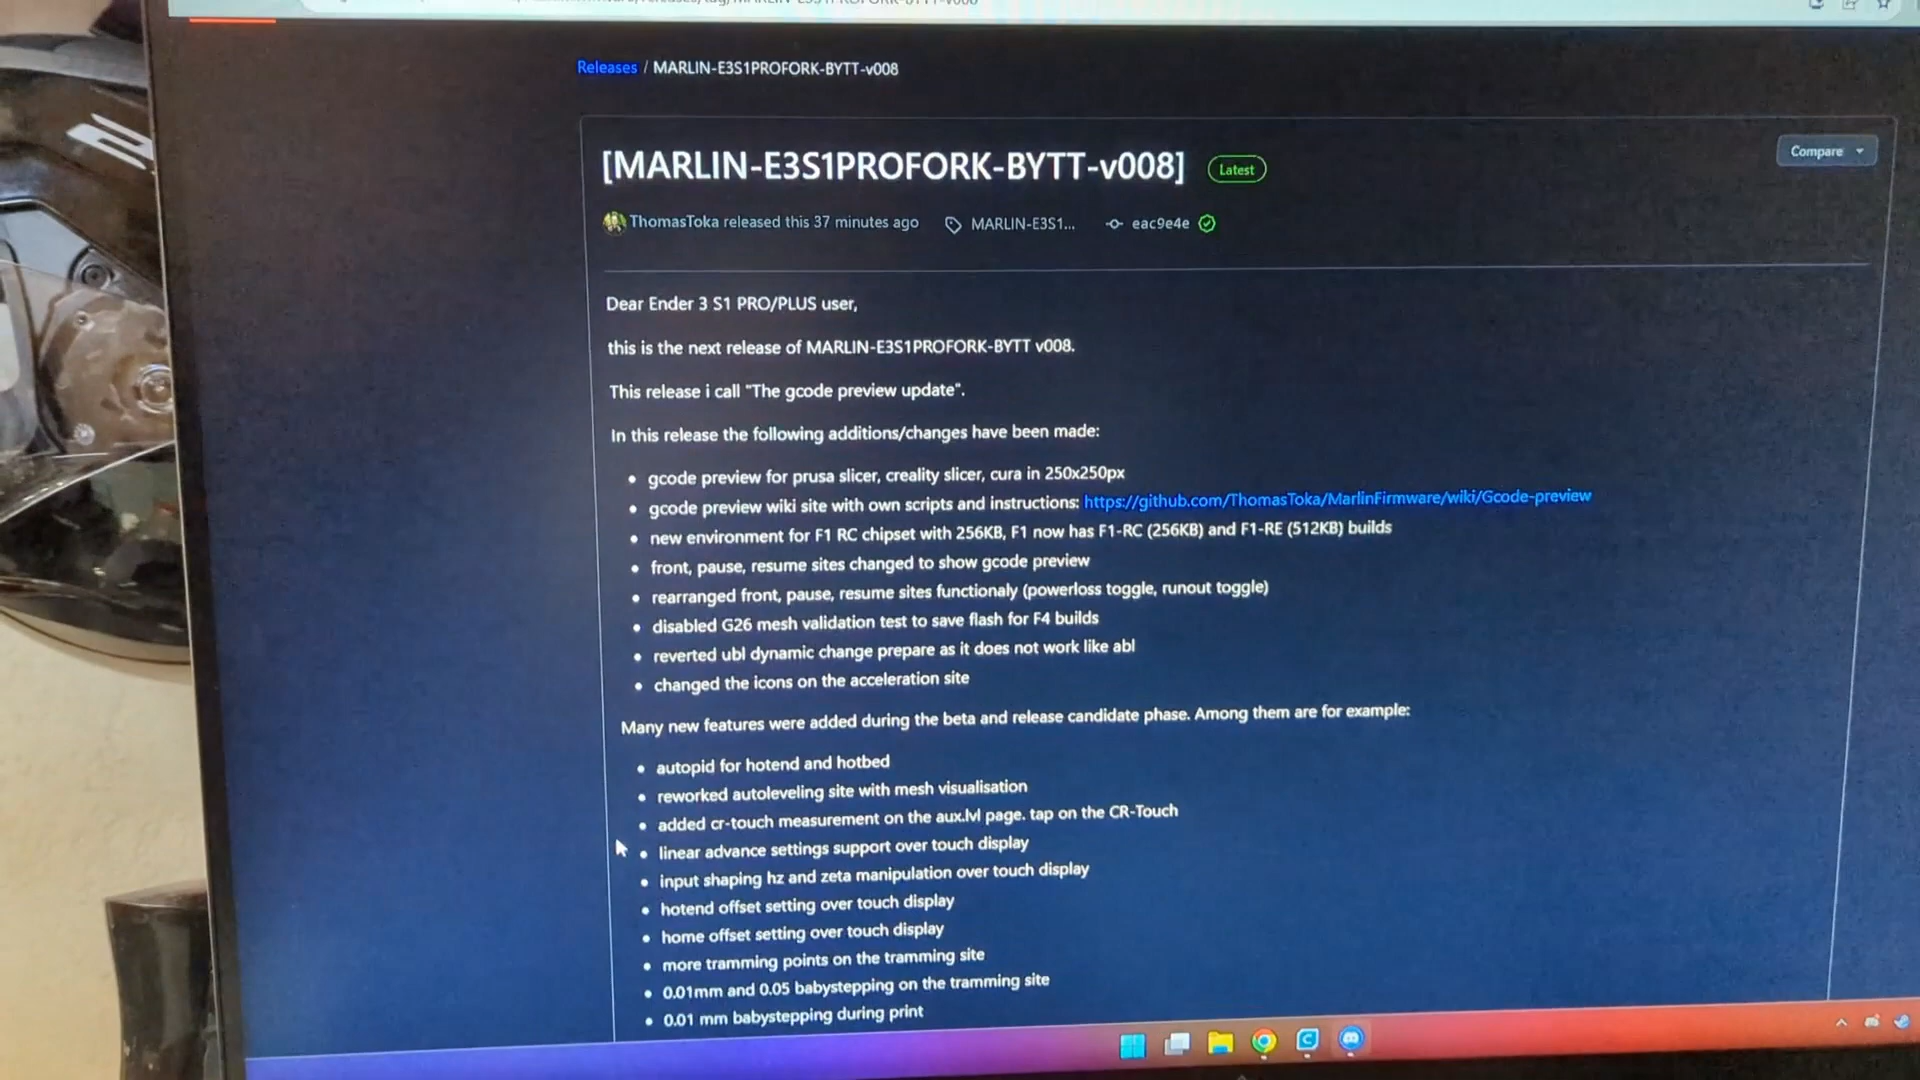 Releases / MARLIN-E3S1PROFORK-BYTT-v008
[MARLIN-E3S1PROFORK-BYTT-v008] Latest
Compare
ThomasToka released this 37 minutes ago MARLIN-E3S1... eac9e4e
Dear Ender 3 S1 PRO/PLUS user,
this is the next release of MARLIN-E3S1PROFORK-BYTT v008.
This release i call "The gcode preview update".
In this release the following additions/changes have been made:
• gcode preview for prusa slicer, creality slicer, cura in 250x250px
• gcode preview wiki site with own scripts and instructions: https://github.com/ThomasToka/MarlinFirmware/wiki/Gcode-preview
• new environment for F1 RC chipset with 256KB, F1 now has F1-RC (256KB) and F1-RE (512KB) builds
• front, pause, resume sites changed to show gcode preview
• rearranged front, pause, resume sites functionaly (powerloss toggle, runout toggle)
• disabled G26 mesh validation test to save flash for F4 builds
• reverted ubl dynamic change prepare as it does not work like abl
• changed the icons on the acceleration site
Many new features were added during the beta and release candidate phase. Among them are for example:
• autopid for hotend and hotbed
• reworked autoleveling site with mesh visualisation
• added cr-touch measurement on the aux.lvl page. tap on the CR-Touch
• linear advance settings support over touch display
• input shaping hz and zeta manipulation over touch display
• hotend offset setting over touch display
• home offset setting over touch display
• more tramming points on the tramming site
• 0.01mm and 0.05 babystepping on the tramming site
• 0.01 mm babystepping during print